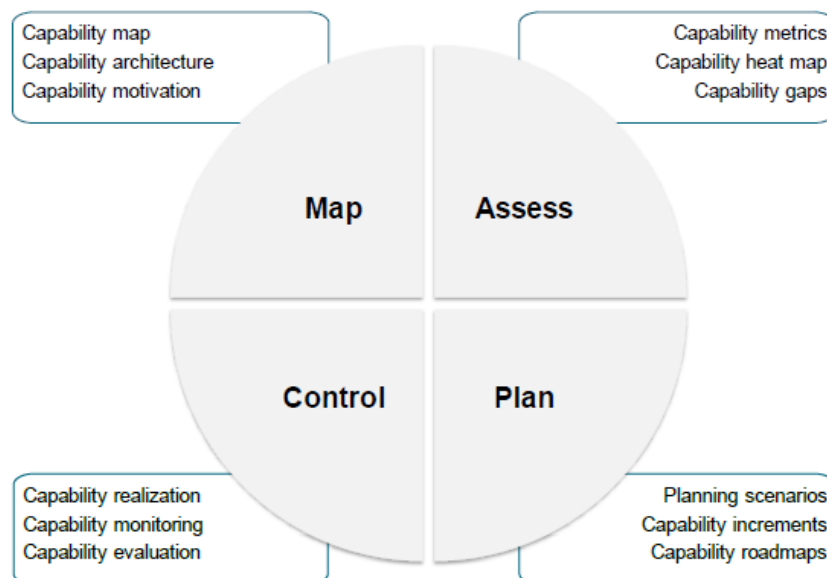 Capability map
Capability architecture
Capability motivation
Capability metrics
Capability heat map
Capability gaps
Map
Assess
Control
Plan
Capability realization
Capability monitoring
Capability evaluation
Planning scenarios
Capability increments
Capability roadmaps